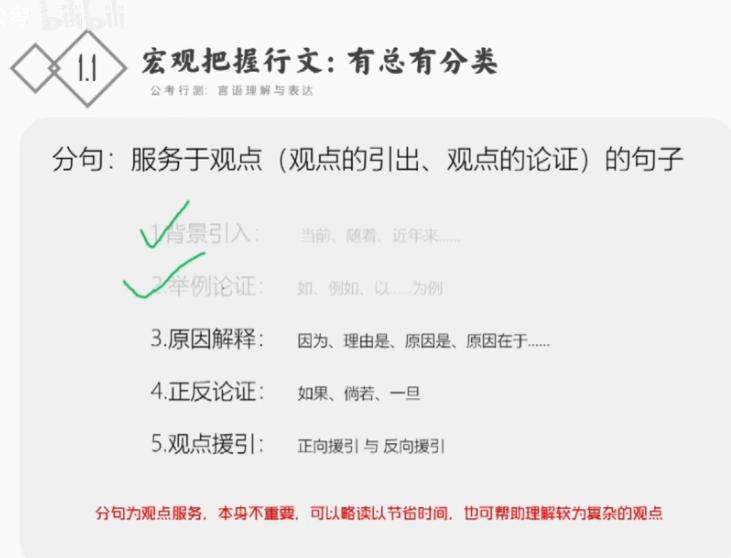 公考 bilibili
1.1 宏观把握行文：有总有分类
公考行测：言语理解与表达
分句：服务于观点（观点的引出、观点的论证）的句子
1.背景引入： 当前、随着、近年来......
2.举例论证： 如、例如、以......为例
3.原因解释： 因为、理由是、原因是、原因在于......
4.正反论证： 如果、倘若、一旦
5.观点援引： 正向援引 与 反向援引
分句为观点服务，本身不重要，可以略读以节省时间，也可帮助理解较为复杂的观点